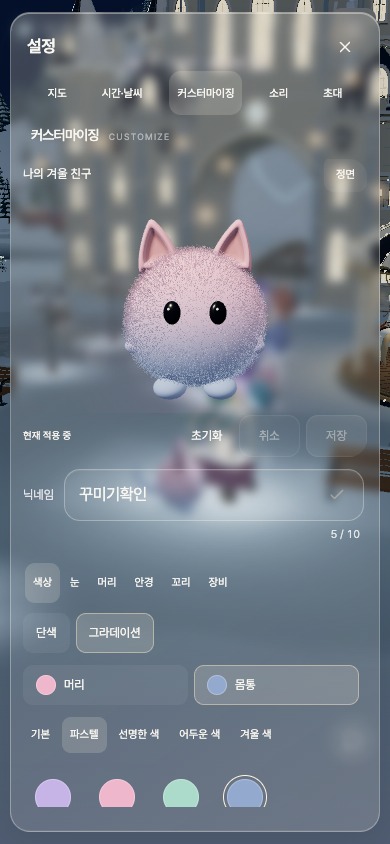 설정
지도 시간·날씨 커스터마이징 소리 초대
커스터마이징 CUSTOMIZE
나의 겨울 친구 정면
현재 적용 중 초기화 취소 저장
닉네임 꾸미기확인
5 / 10
색상 눈 머리 안경 꼬리 장비
단색 그라데이션
머리 몸통
기본 파스텔 선명한 색 어두운 색 겨울 색